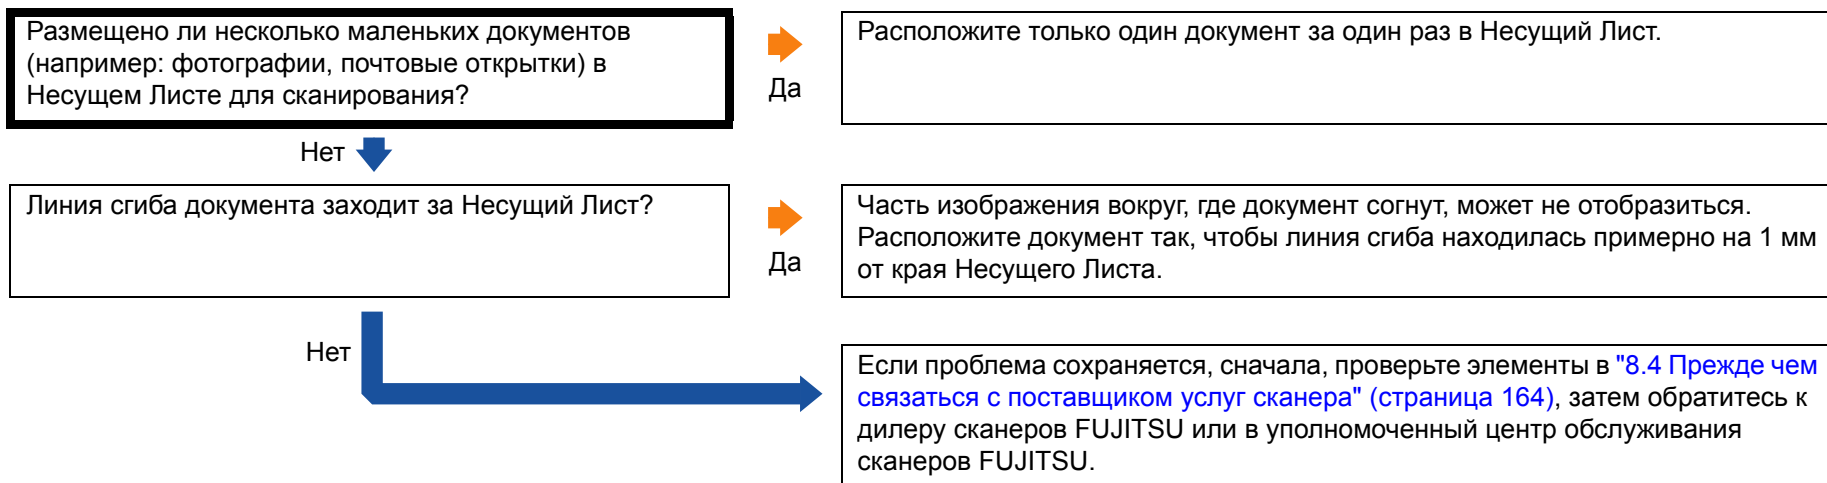 Размещено ли несколько маленьких документов
(например: фотографии, почтовые открытки) в
Несущем Листе для сканирования?
Да
Расположите только один документ за один раз в Несущий Лист.
Нет
Линия сгиба документа заходит за Несущий Лист?
Да
Часть изображения вокруг, где документ согнут, может не отобразиться.
Расположите документ так, чтобы линия сгиба находилась примерно на 1 мм
от края Несущего Листа.
Нет
Если проблема сохраняется, сначала, проверьте элементы в "8.4 Прежде чем
связаться с поставщиком услуг сканера" (страница 164), затем обратитесь к
дилеру сканеров FUJITSU или в уполномоченный центр обслуживания
сканеров FUJITSU.